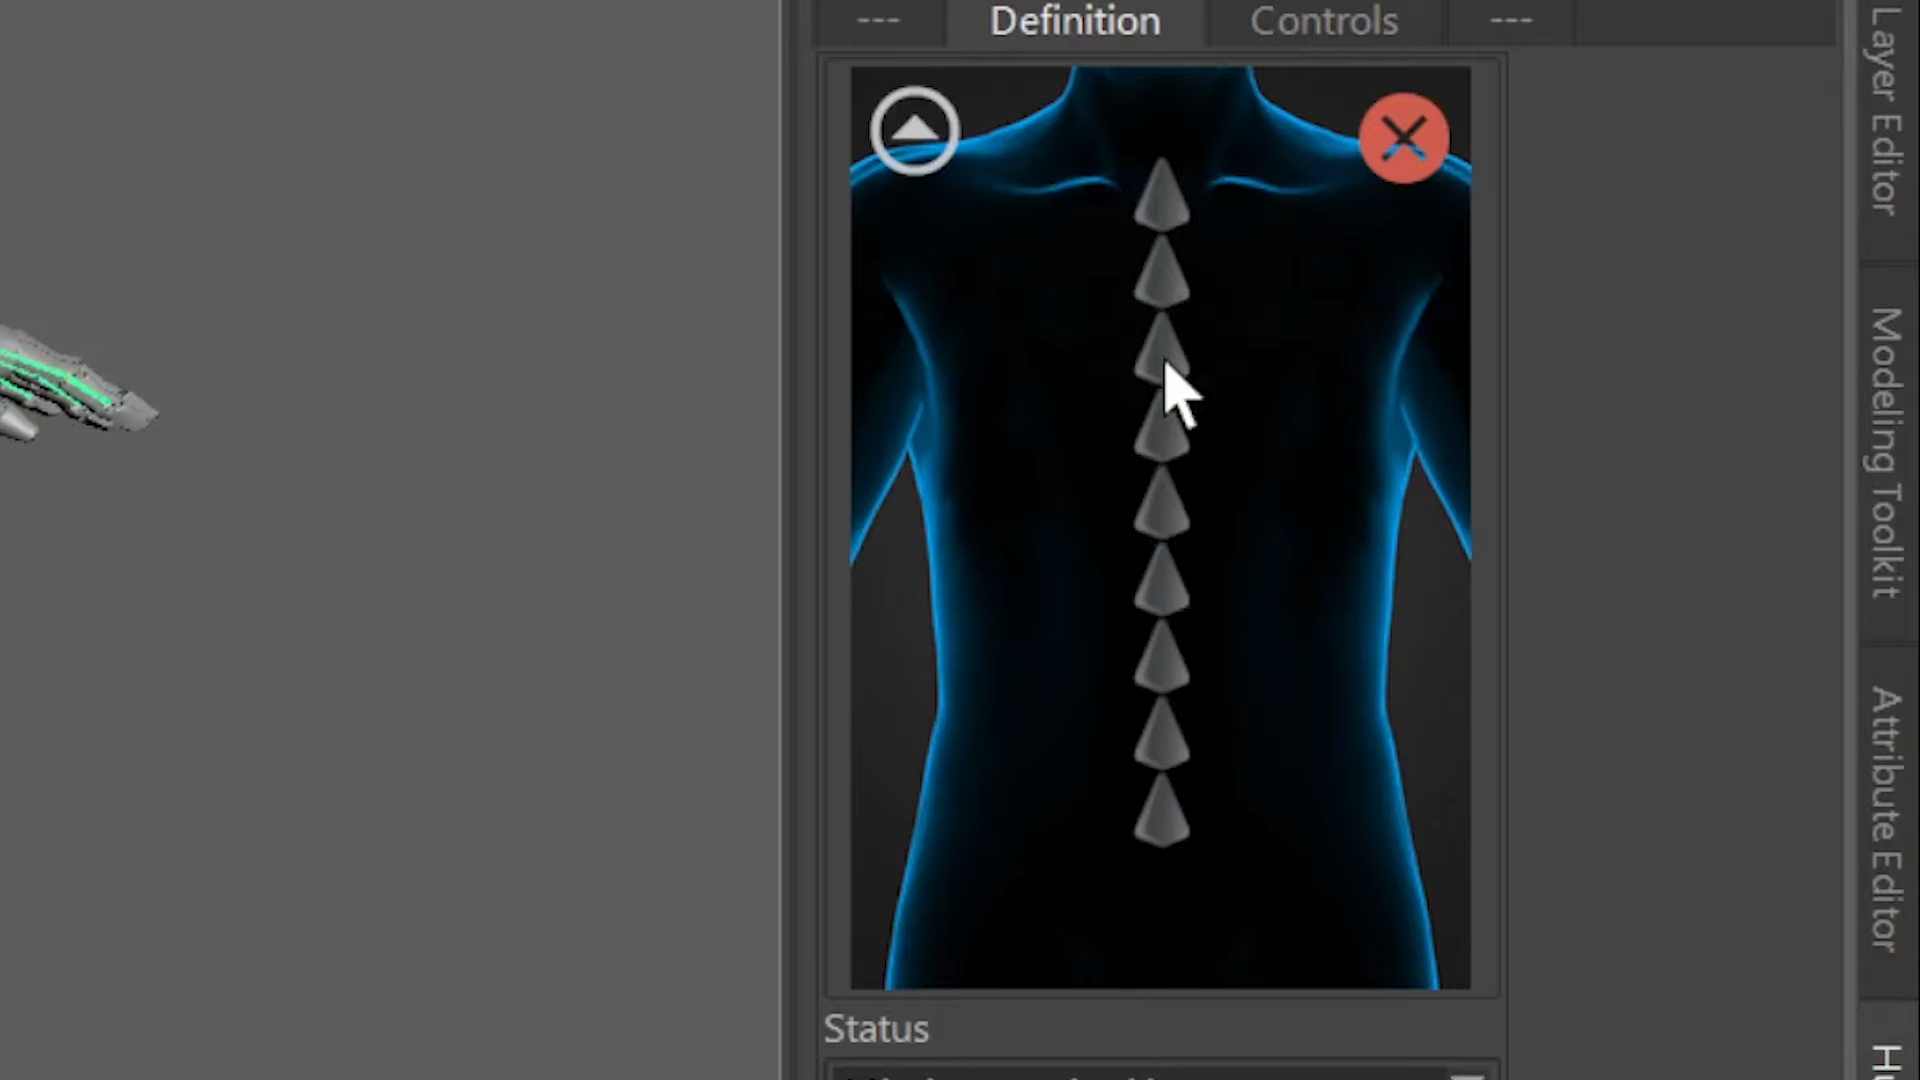 ---
Definition
Controls
---
Layer Editor
Modeling Toolkit
Attribute Editor
Status